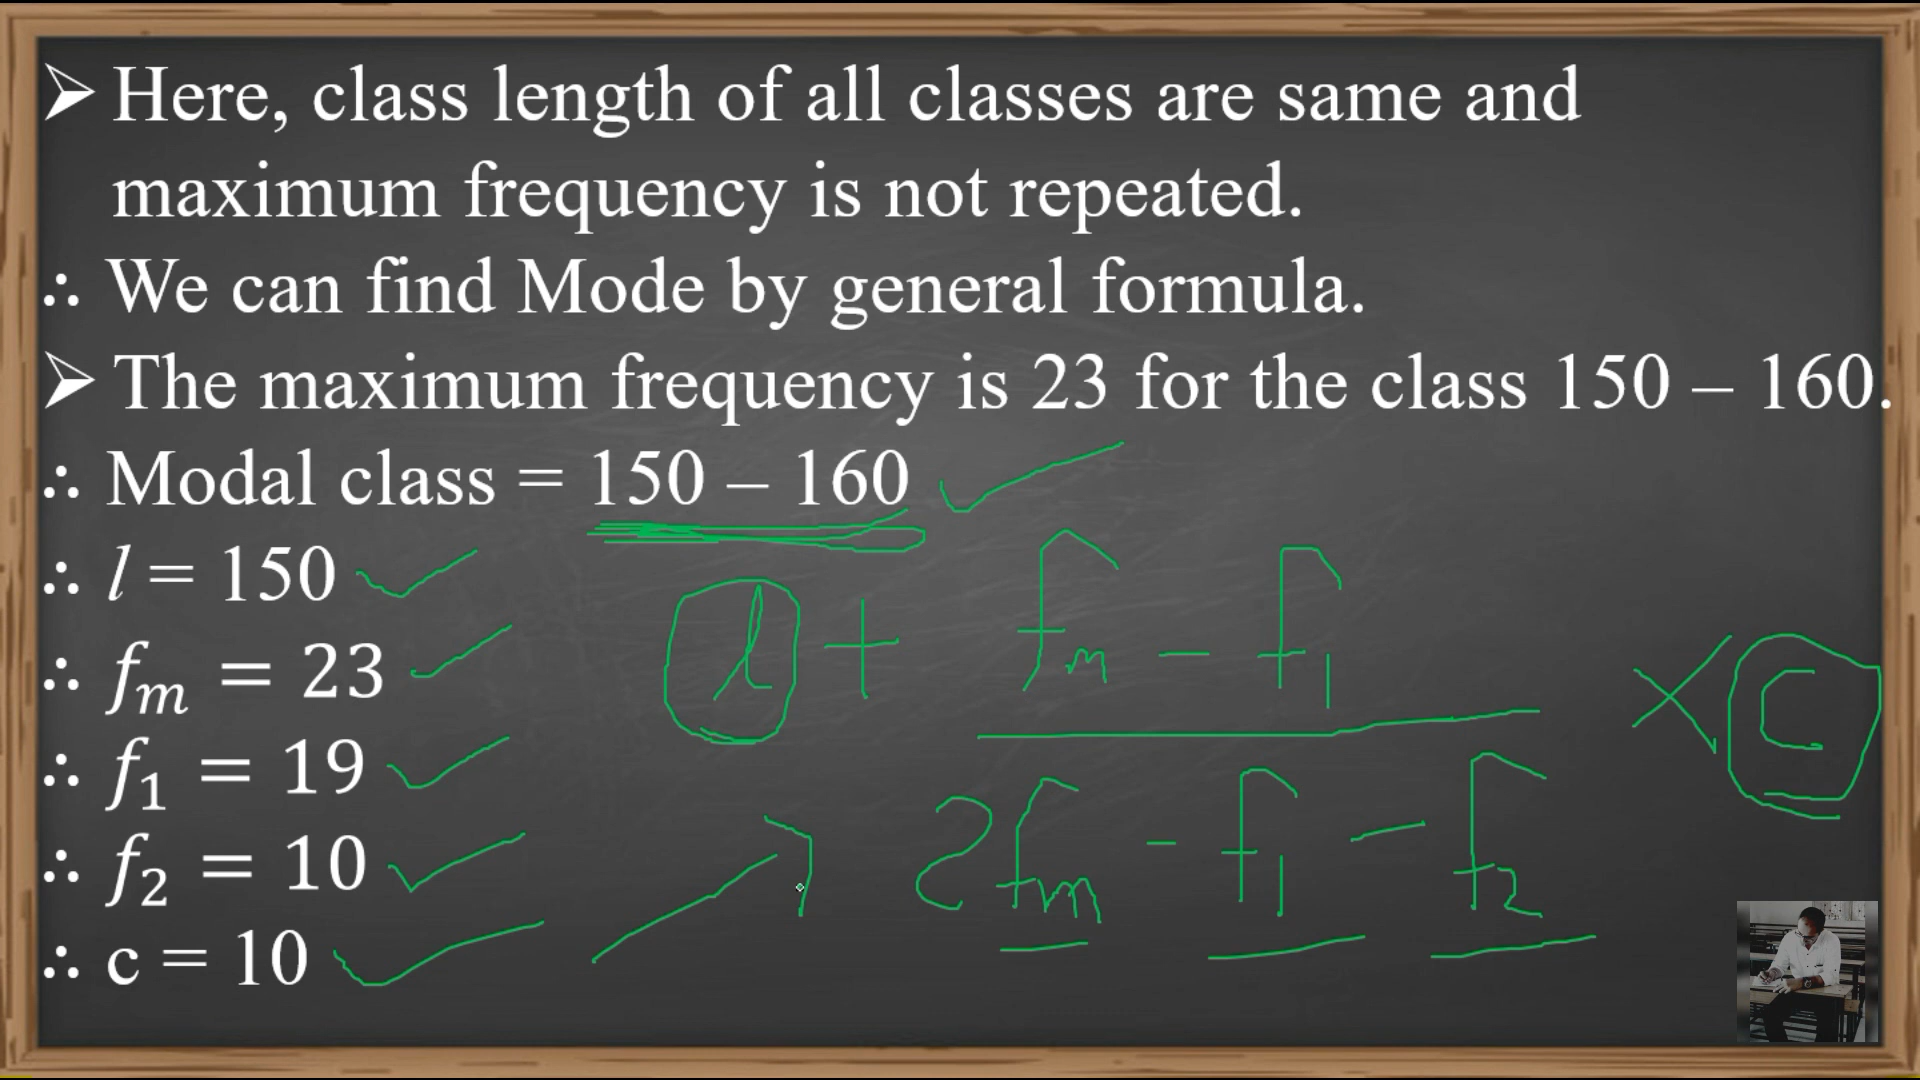 ➢ Here, class length of all classes are same and
maximum frequency is not repeated.
∴ We can find Mode by general formula.
➢ The maximum frequency is 23 for the class 150 – 160.
∴ Modal class = 150 – 160
∴ l = 150
∴ fₘ = 23
∴ f₁ = 19
∴ f₂ = 10
∴ c = 10
l + fm - f1 × C
2fm - f1 - f2